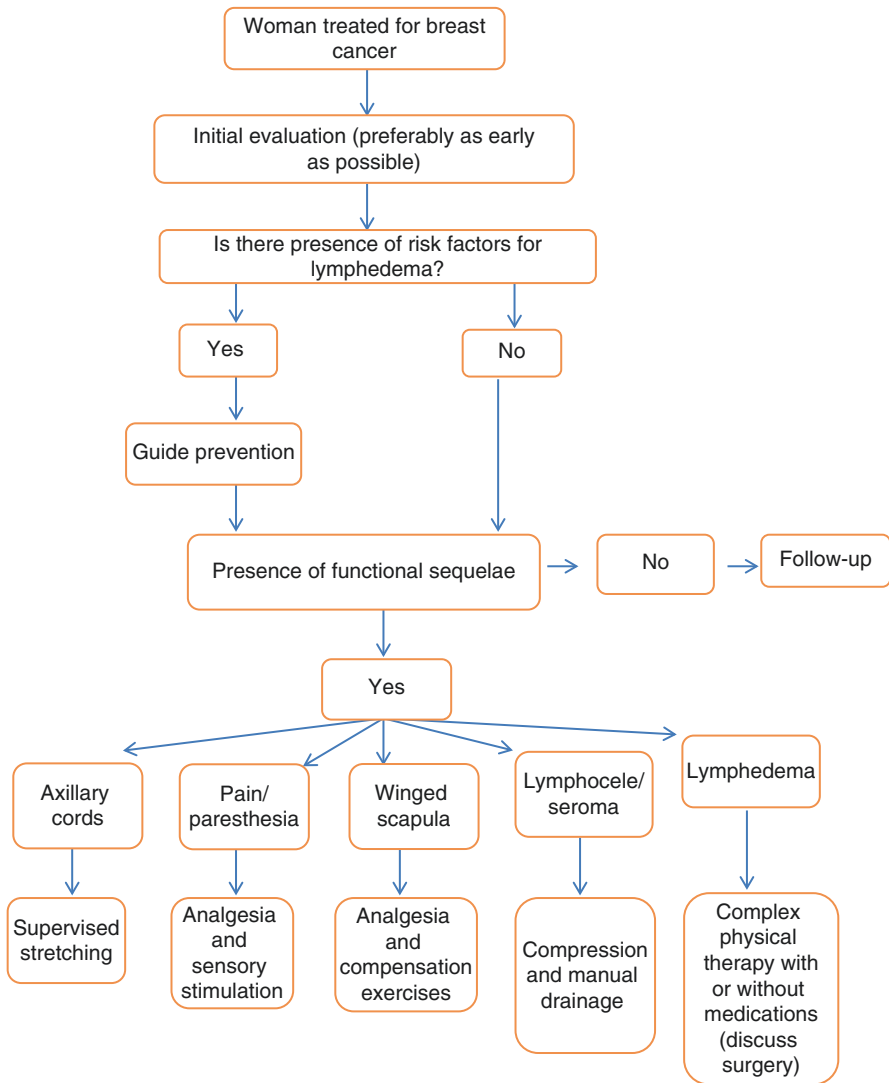 Woman treated for breast
cancer
Initial evaluation (preferably as early
as possible)
Is there presence of risk factors for
lymphedema?
Yes
No
Guide prevention
Presence of functional sequelae
No
Follow-up
Yes
Axillary
cords
Pain/
paresthesia
Winged
scapula
Lymphocele/
seroma
Lymphedema
Supervised
stretching
Analgesia
and
sensory
stimulation
Analgesia
and
compensation
exercises
Compression
and manual
drainage
Complex
physical
therapy with
or without
medications
(discuss
surgery)